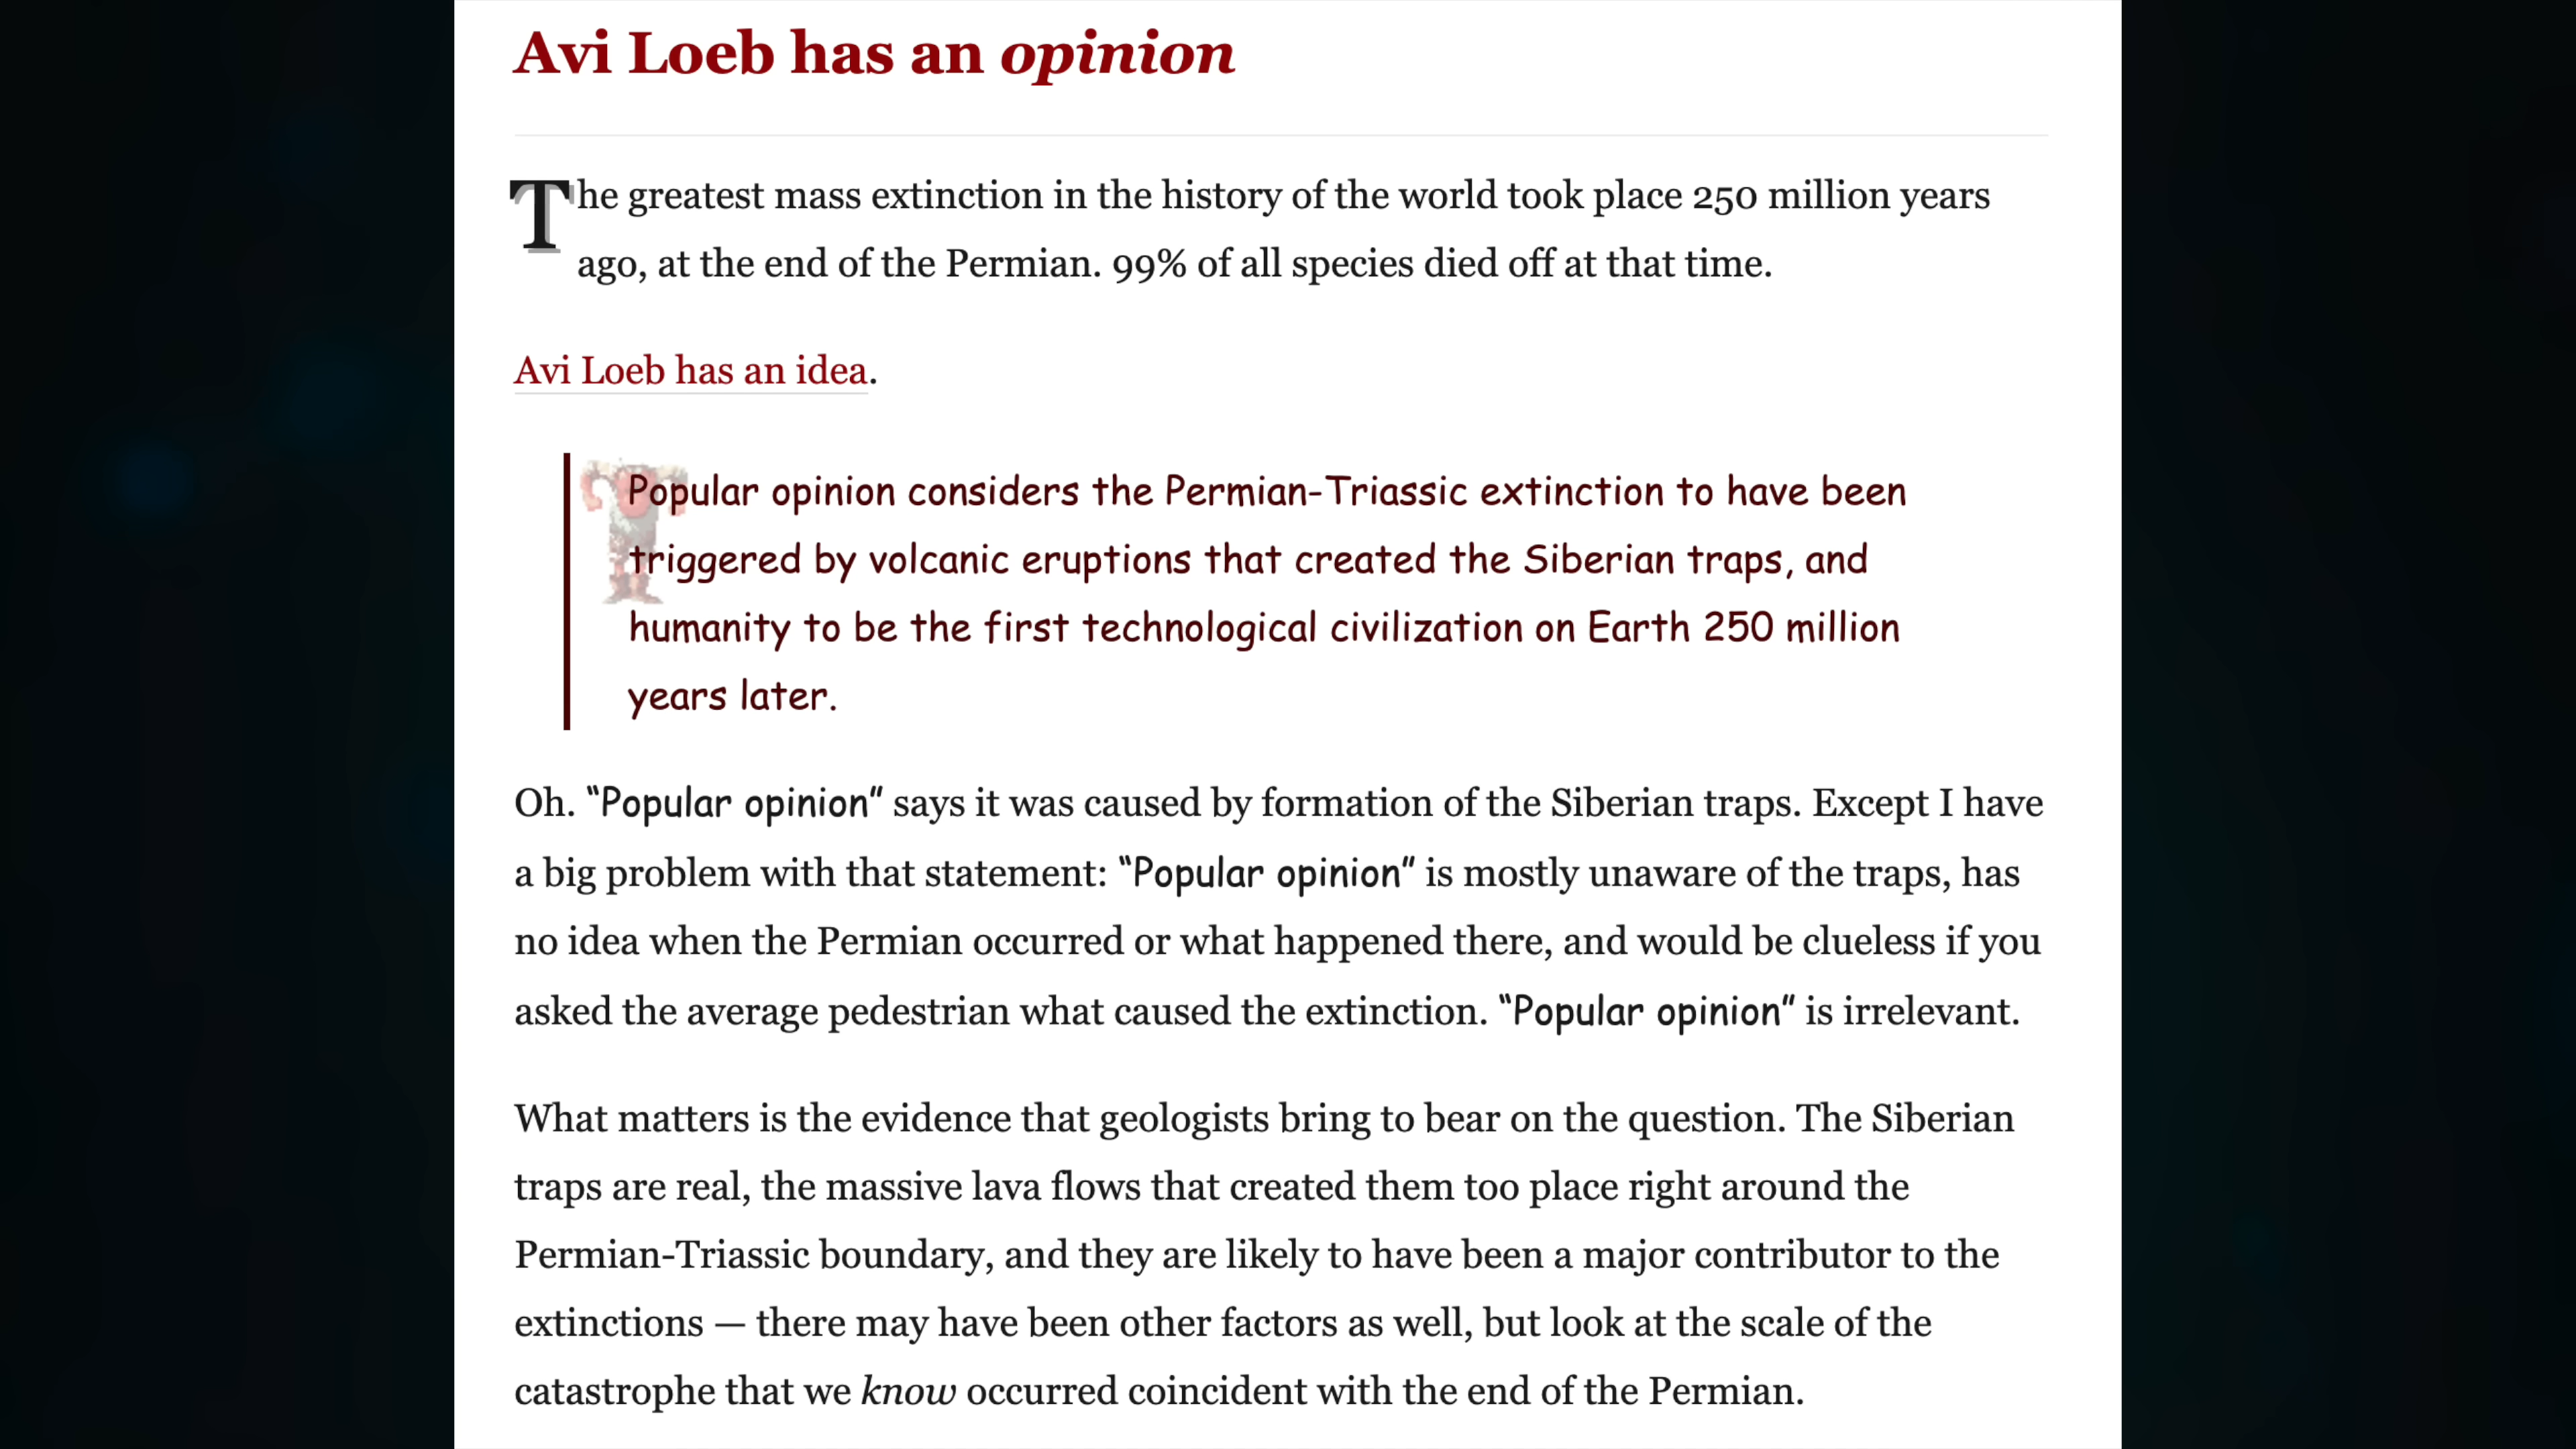 Avi Loeb has an opinion
The greatest mass extinction in the history of the world took place 250 million years
ago, at the end of the Permian. 99% of all species died off at that time.
Avi Loeb has an idea.
Popular opinion considers the Permian-Triassic extinction to have been
triggered by volcanic eruptions that created the Siberian traps, and
humanity to be the first technological civilization on Earth 250 million
years later.
Oh. “Popular opinion” says it was caused by formation of the Siberian traps. Except I have
a big problem with that statement: “Popular opinion” is mostly unaware of the traps, has
no idea when the Permian occurred or what happened there, and would be clueless if you
asked the average pedestrian what caused the extinction. “Popular opinion” is irrelevant.
What matters is the evidence that geologists bring to bear on the question. The Siberian
traps are real, the massive lava flows that created them too place right around the
Permian-Triassic boundary, and they are likely to have been a major contributor to the
extinctions — there may have been other factors as well, but look at the scale of the
catastrophe that we know occurred coincident with the end of the Permian.